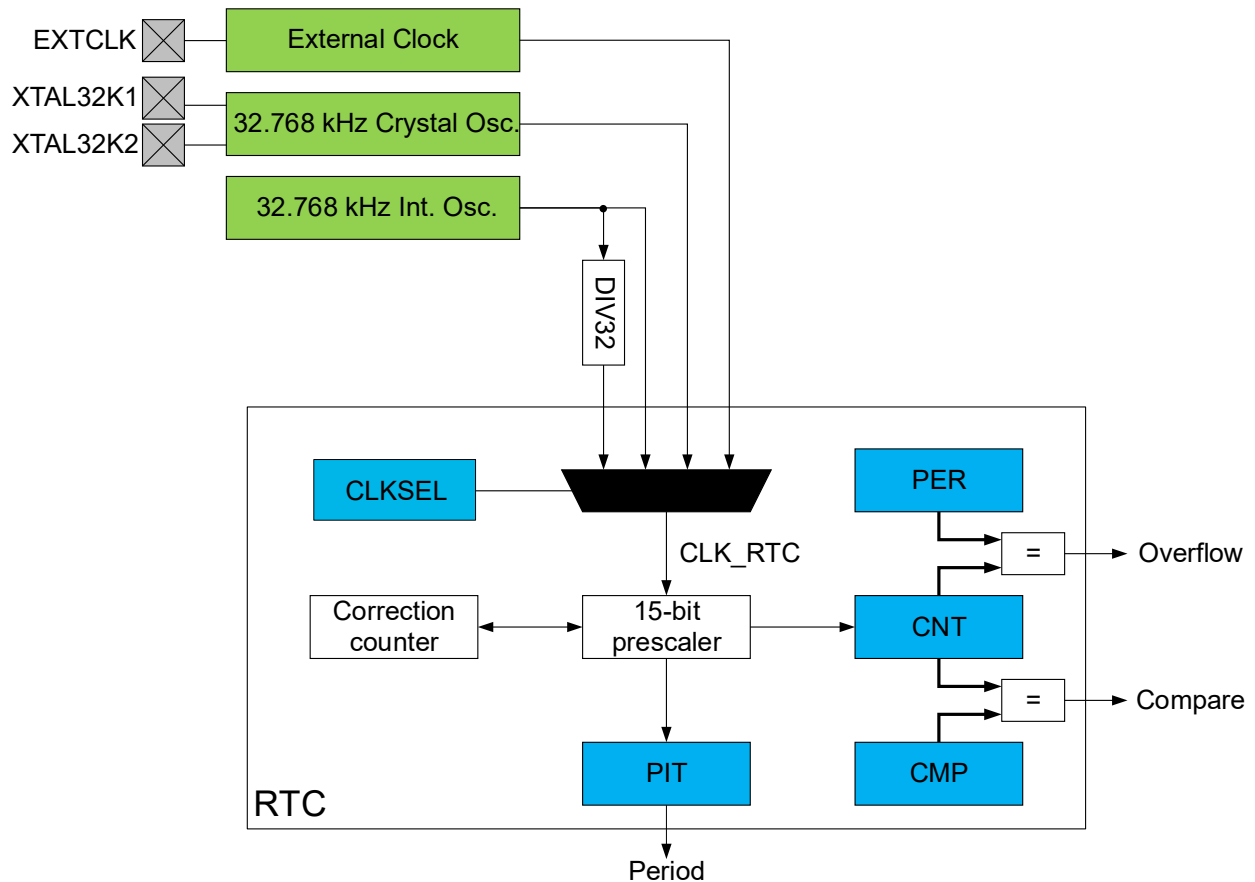 EXTCLK
External Clock
XTAL32K1
XTAL32K2
32.768 kHz Crystal Osc.
32.768 kHz Int. Osc.
DIV32
CLKSEL
PER
CLK_RTC
=
Overflow
Correction
counter
15-bit
prescaler
CNT
=
Compare
PIT
CMP
RTC
Period